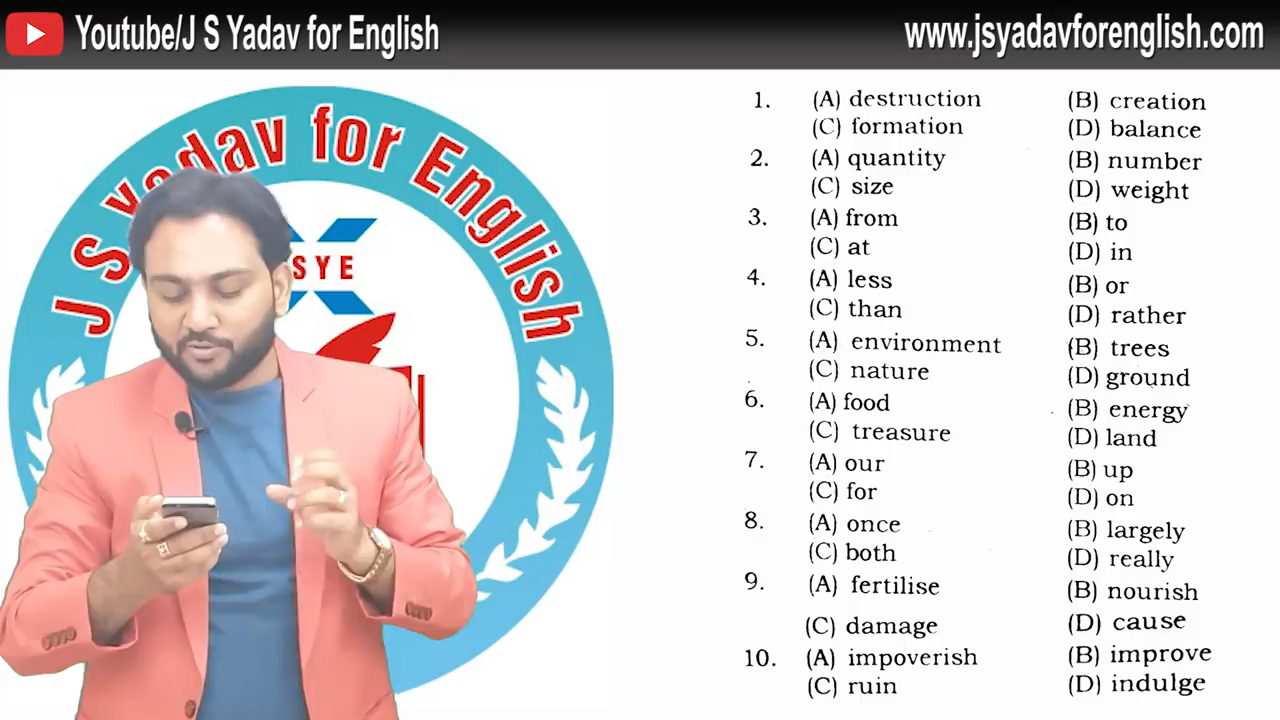 Youtube/J S Yadav for English
www.jsyadavforenglish.com
J S Yadav for English
SYE
1. (A) destruction (B) creation
(C) formation (D) balance
2. (A) quantity (B) number
(C) size (D) weight
3. (A) from (B) to
(C) at (D) in
4. (A) less (B) or
(C) than (D) rather
5. (A) environment (B) trees
(C) nature (D) ground
6. (A) food (B) energy
(C) treasure (D) land
7. (A) our (B) up
(C) for (D) on
8. (A) once (B) largely
(C) both (D) really
9. (A) fertilise (B) nourish
(C) damage (D) cause
10. (A) impoverish (B) improve
(C) ruin (D) indulge